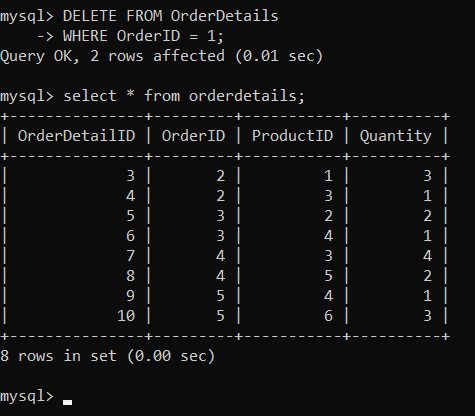 mysql> DELETE FROM OrderDetails
    -> WHERE OrderID = 1;
Query OK, 2 rows affected (0.01 sec)

mysql> select * from orderdetails;
+---------------+---------+-----------+----------+
| OrderDetailID | OrderID | ProductID | Quantity |
+---------------+---------+-----------+----------+
|             3 |       2 |         1 |        3 |
|             4 |       2 |         3 |        1 |
|             5 |       3 |         2 |        2 |
|             6 |       3 |         4 |        1 |
|             7 |       4 |         3 |        4 |
|             8 |       4 |         5 |        2 |
|             9 |       5 |         4 |        1 |
|            10 |       5 |         6 |        3 |
+---------------+---------+-----------+----------+
8 rows in set (0.00 sec)

mysql>